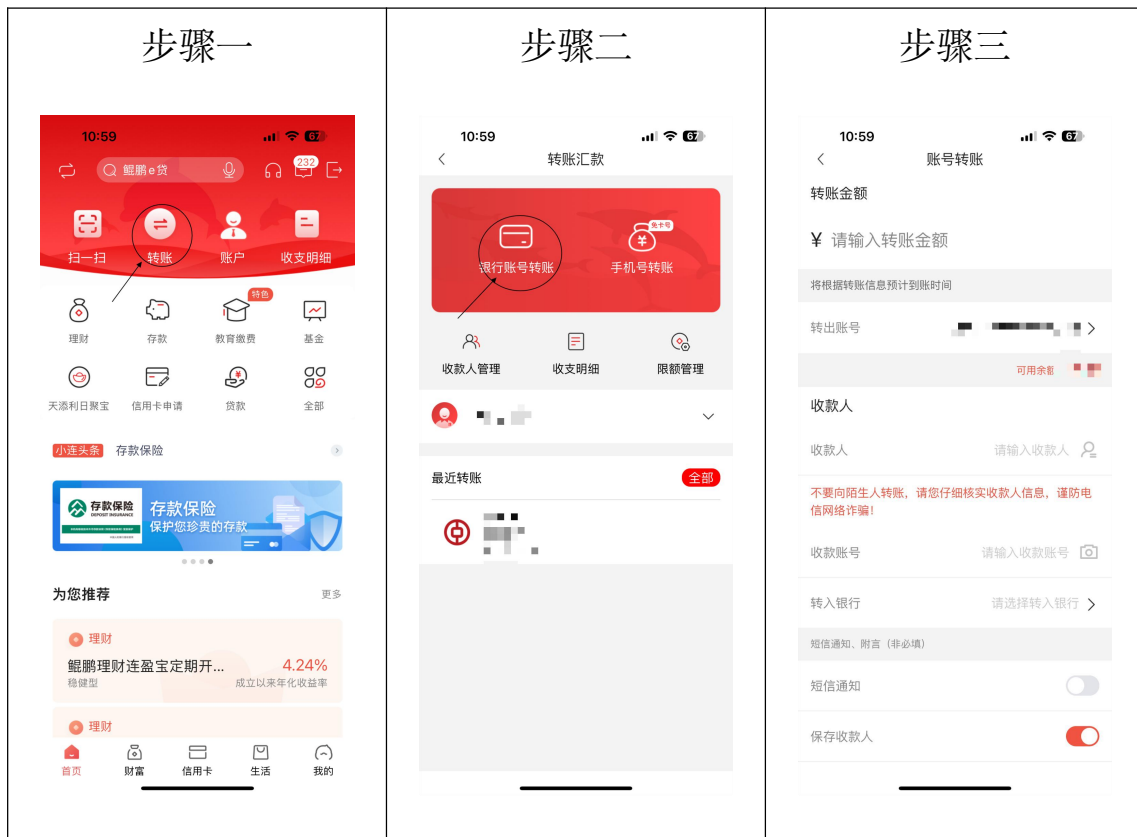 步骤一
10:59
67
鲲鹏e贷
232
扫一扫
转账
账户
收支明细
特色
理财
存款
教育缴费
基金
天添利日聚宝
信用卡申请
贷款
全部
小连头条 存款保险
存款保险
DEPOSIT INSURANCE
存款保险
保护您珍贵的存款
为您推荐
更多
理财
鲲鹏理财连盈宝定期开...
4.24%
稳健型
成立以来年化收益率
理财
首页
财富
信用卡
生活
我的
步骤二
10:59
67
转账汇款
免卡号
银行账号转账
手机号转账
收款人管理
收支明细
限额管理
最近转账
全部
步骤三
10:59
67
账号转账
转账金额
¥ 请输入转账金额
将根据转账信息预计到账时间
转出账号
可用余额
收款人
收款人
请输入收款人
不要向陌生人转账，请您仔细核实收款人信息，谨防电
信网络诈骗！
收款账号
请输入收款账号
转入银行
请选择转入银行
短信通知、附言（非必填）
短信通知
保存收款人